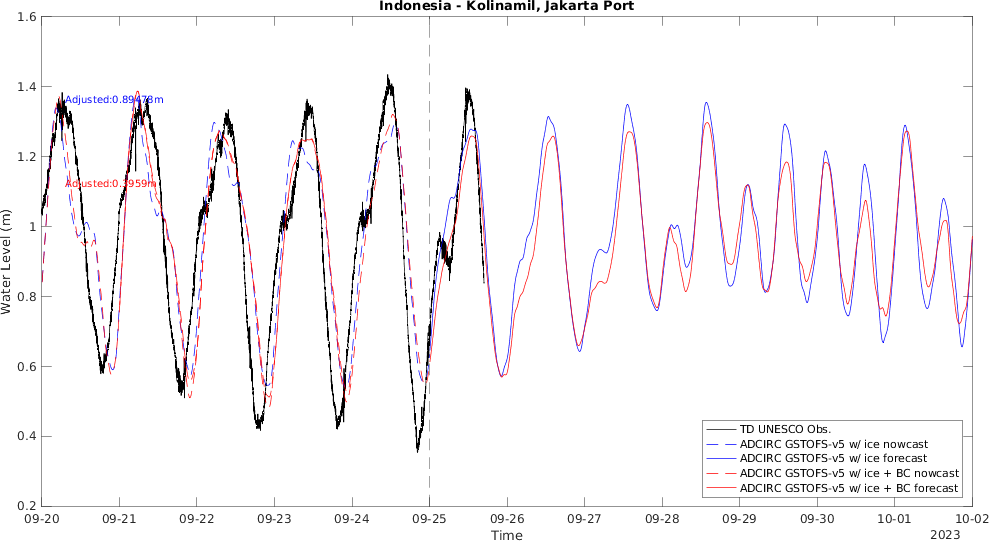 Indonesia - Kolinamil, Jakarta Port
1.6
1.4
1.2
1
0.8
0.6
0.4
0.2
Water Level (m)
Adjusted:0.89478m
Adjusted:0.3959m
TD UNESCO Obs.
ADCIRC GSTOFS-v5 w/ ice nowcast
ADCIRC GSTOFS-v5 w/ ice forecast
ADCIRC GSTOFS-v5 w/ ice + BC nowcast
ADCIRC GSTOFS-v5 w/ ice + BC forecast
09-20 09-21 09-22 09-23 09-24 09-25 09-26 09-27 09-28 09-29 09-30 10-01 10-02
Time
2023